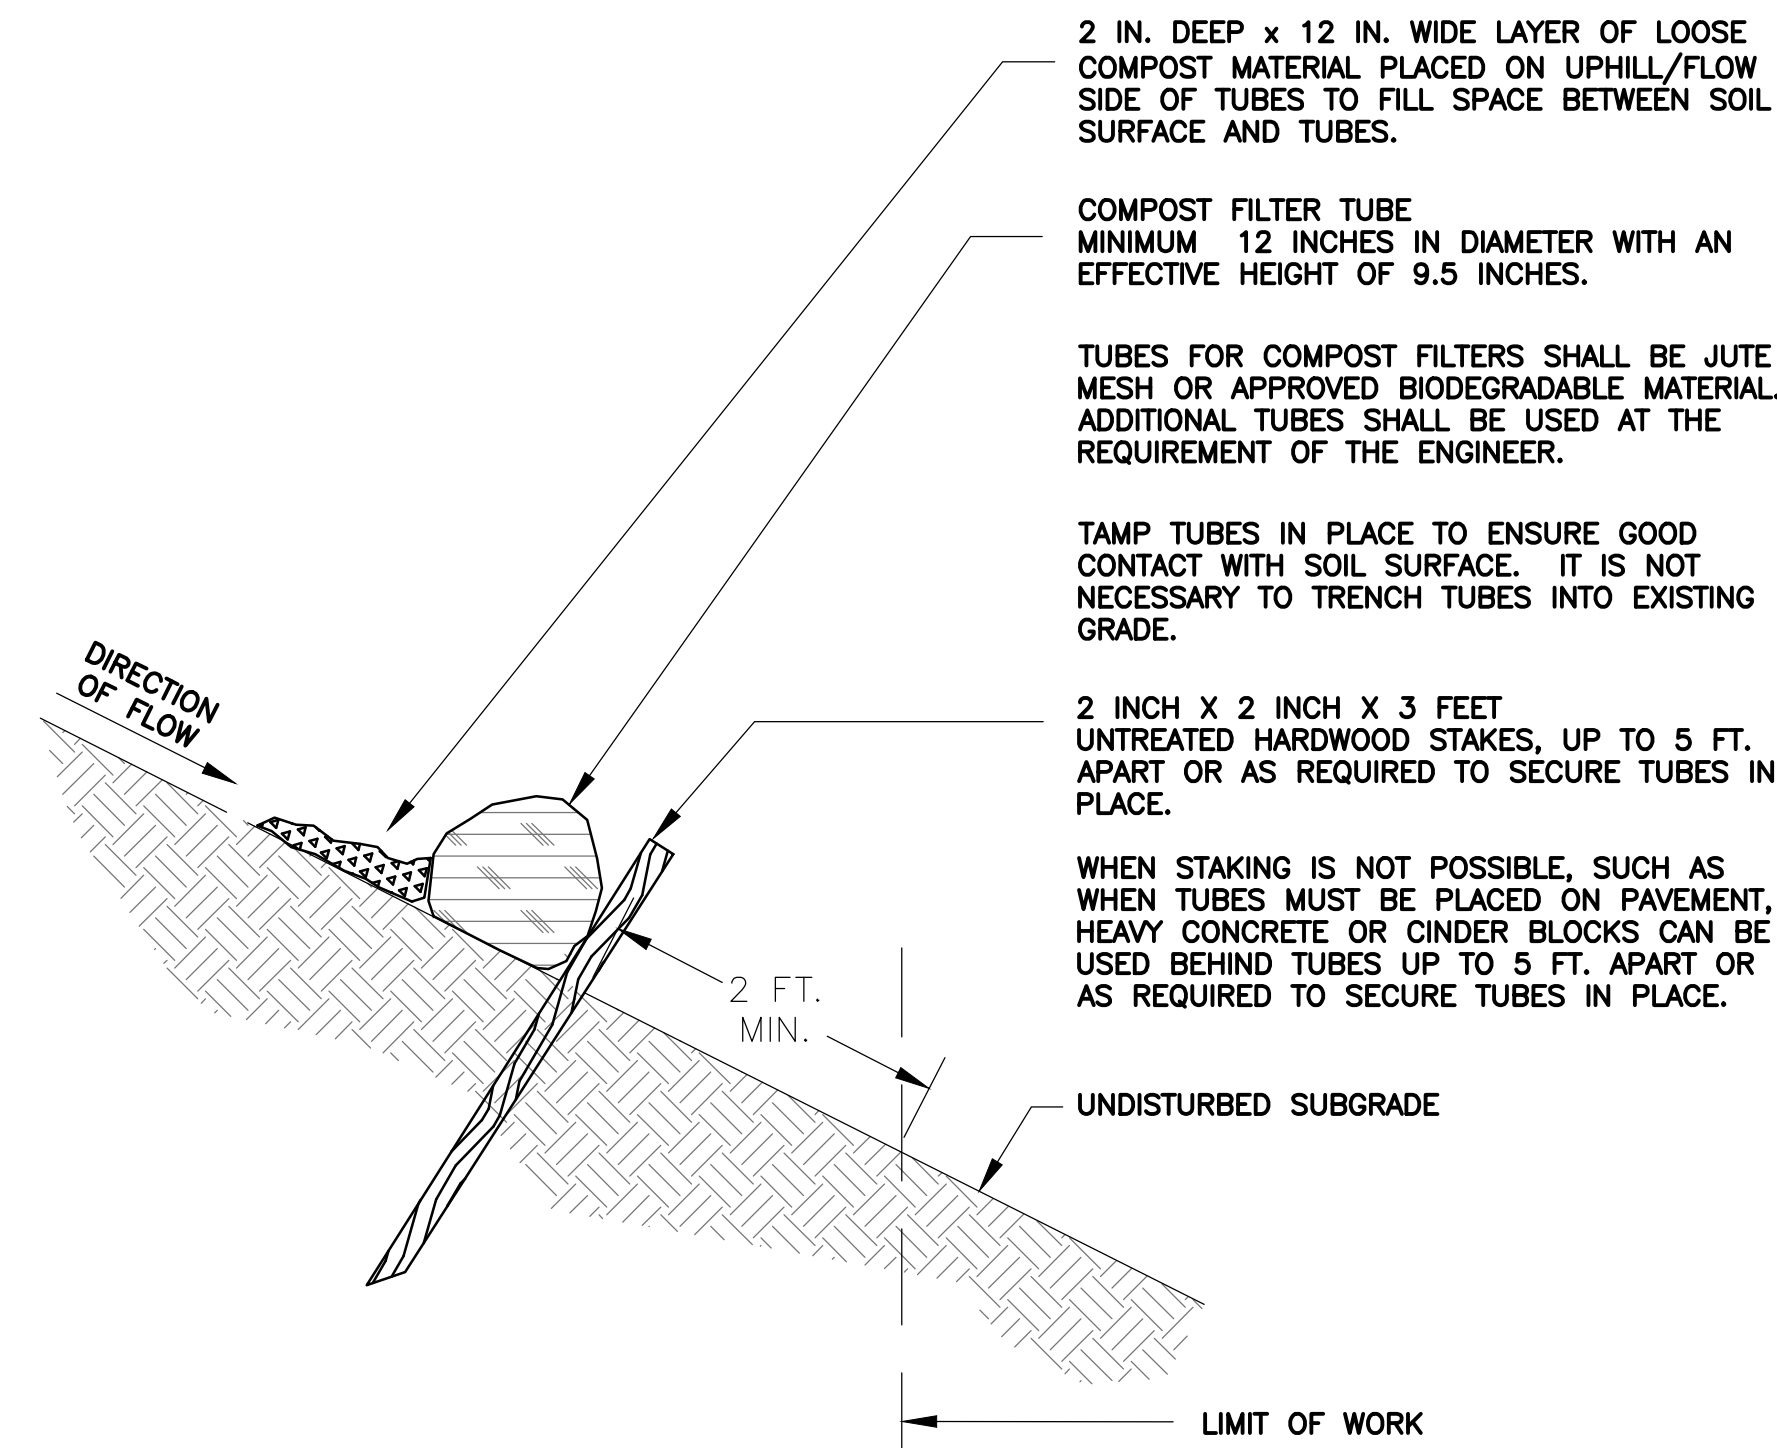 2 IN. DEEP x 12 IN. WIDE LAYER OF LOOSE
COMPOST MATERIAL PLACED ON UPHILL/FLOW
SIDE OF TUBES TO FILL SPACE BETWEEN SOIL
SURFACE AND TUBES.
COMPOST FILTER TUBE
MINIMUM 12 INCHES IN DIAMETER WITH AN
EFFECTIVE HEIGHT OF 9.5 INCHES.
TUBES FOR COMPOST FILTERS SHALL BE JUTE
MESH OR APPROVED BIODEGRADABLE MATERIAL.
ADDITIONAL TUBES SHALL BE USED AT THE
REQUIREMENT OF THE ENGINEER.
TAMP TUBES IN PLACE TO ENSURE GOOD
CONTACT WITH SOIL SURFACE. IT IS NOT
NECESSARY TO TRENCH TUBES INTO EXISTING
GRADE.
DIRECTION
OF FLOW
2 INCH X 2 INCH X 3 FEET
UNTREATED HARDWOOD STAKES, UP TO 5 FT.
APART OR AS REQUIRED TO SECURE TUBES IN
PLACE.
WHEN STAKING IS NOT POSSIBLE, SUCH AS
WHEN TUBES MUST BE PLACED ON PAVEMENT,
HEAVY CONCRETE OR CINDER BLOCKS CAN BE
USED BEHIND TUBES UP TO 5 FT. APART OR
AS REQUIRED TO SECURE TUBES IN PLACE.
2 FT.
MIN.
UNDISTURBED SUBGRADE
LIMIT OF WORK